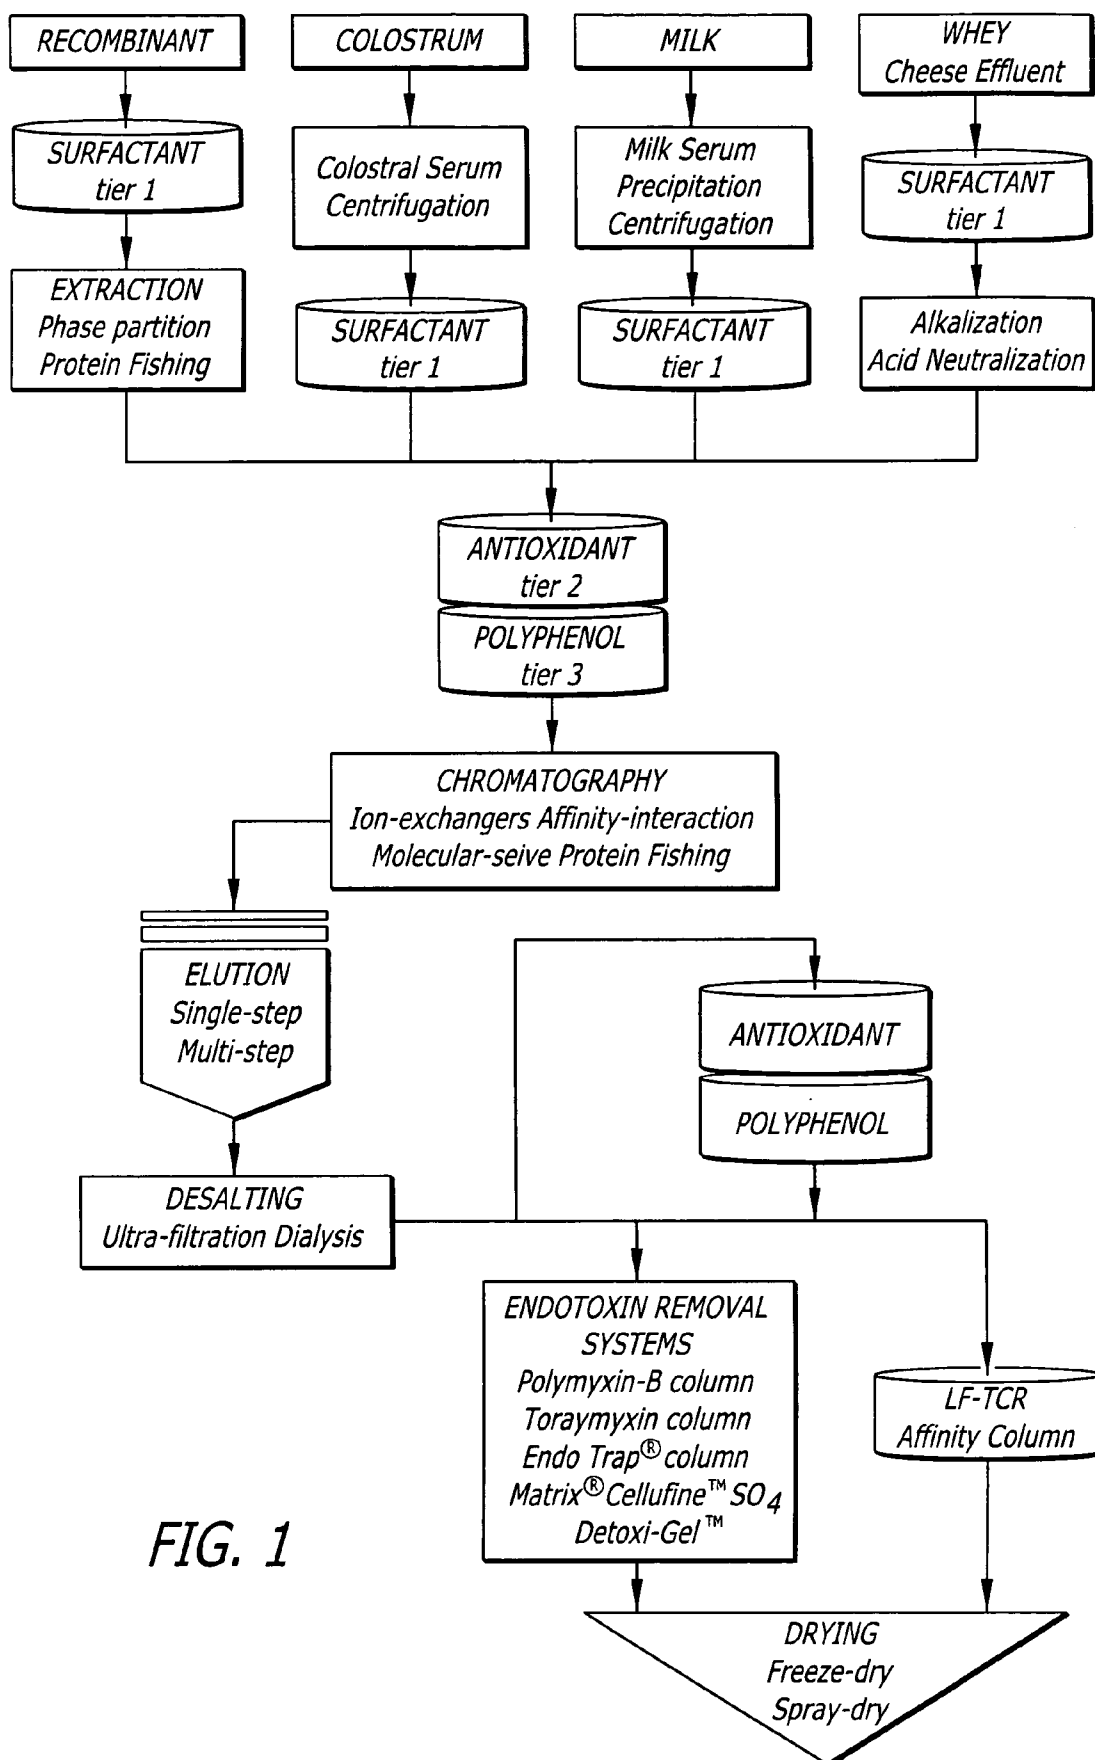 RECOMBINANT
SURFACTANT
tier 1
EXTRACTION
Phase partition
Protein Fishing
COLOSTRUM
Colostral Serum
Centrifugation
SURFACTANT
tier 1
MILK
Milk Serum
Precipitation
Centrifugation
SURFACTANT
tier 1
WHEY
Cheese Effluent
SURFACTANT
tier 1
Alkalization
Acid Neutralization
ANTIOXIDANT
tier 2
POLYPHENOL
tier 3
CHROMATOGRAPHY
Ion-exchangers Affinity-interaction
Molecular-seive Protein Fishing
ELUTION
Single-step
Multi-step
DESALTING
Ultra-filtration Dialysis
ANTIOXIDANT
POLYPHENOL
ENDOTOXIN REMOVAL
SYSTEMS
Polymyxin-B column
Toraymyxin column
Endo Trap® column
Matrix® Cellufine™ SO4
Detoxi-Gel™
LF-TCR
Affinity Column
DRYING
Freeze-dry
Spray-dry
FIG. 1